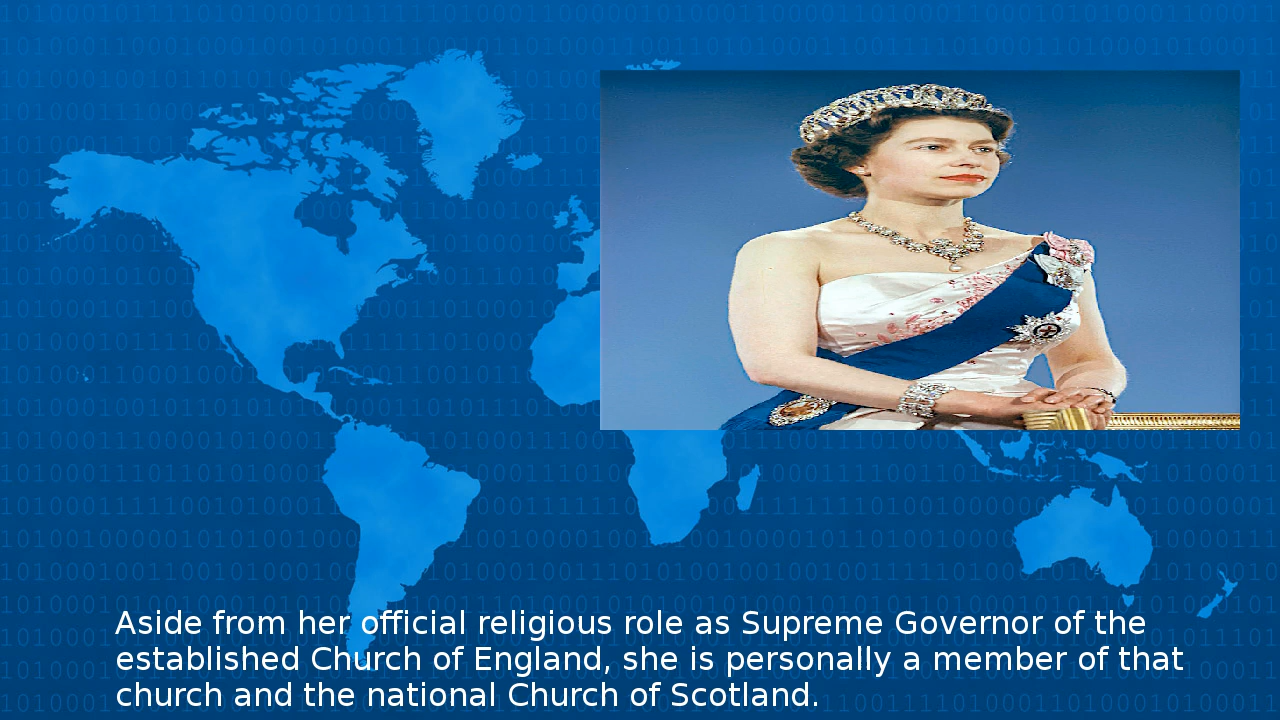 Aside from her official religious role as Supreme Governor of the
established Church of England, she is personally a member of that
church and the national Church of Scotland.